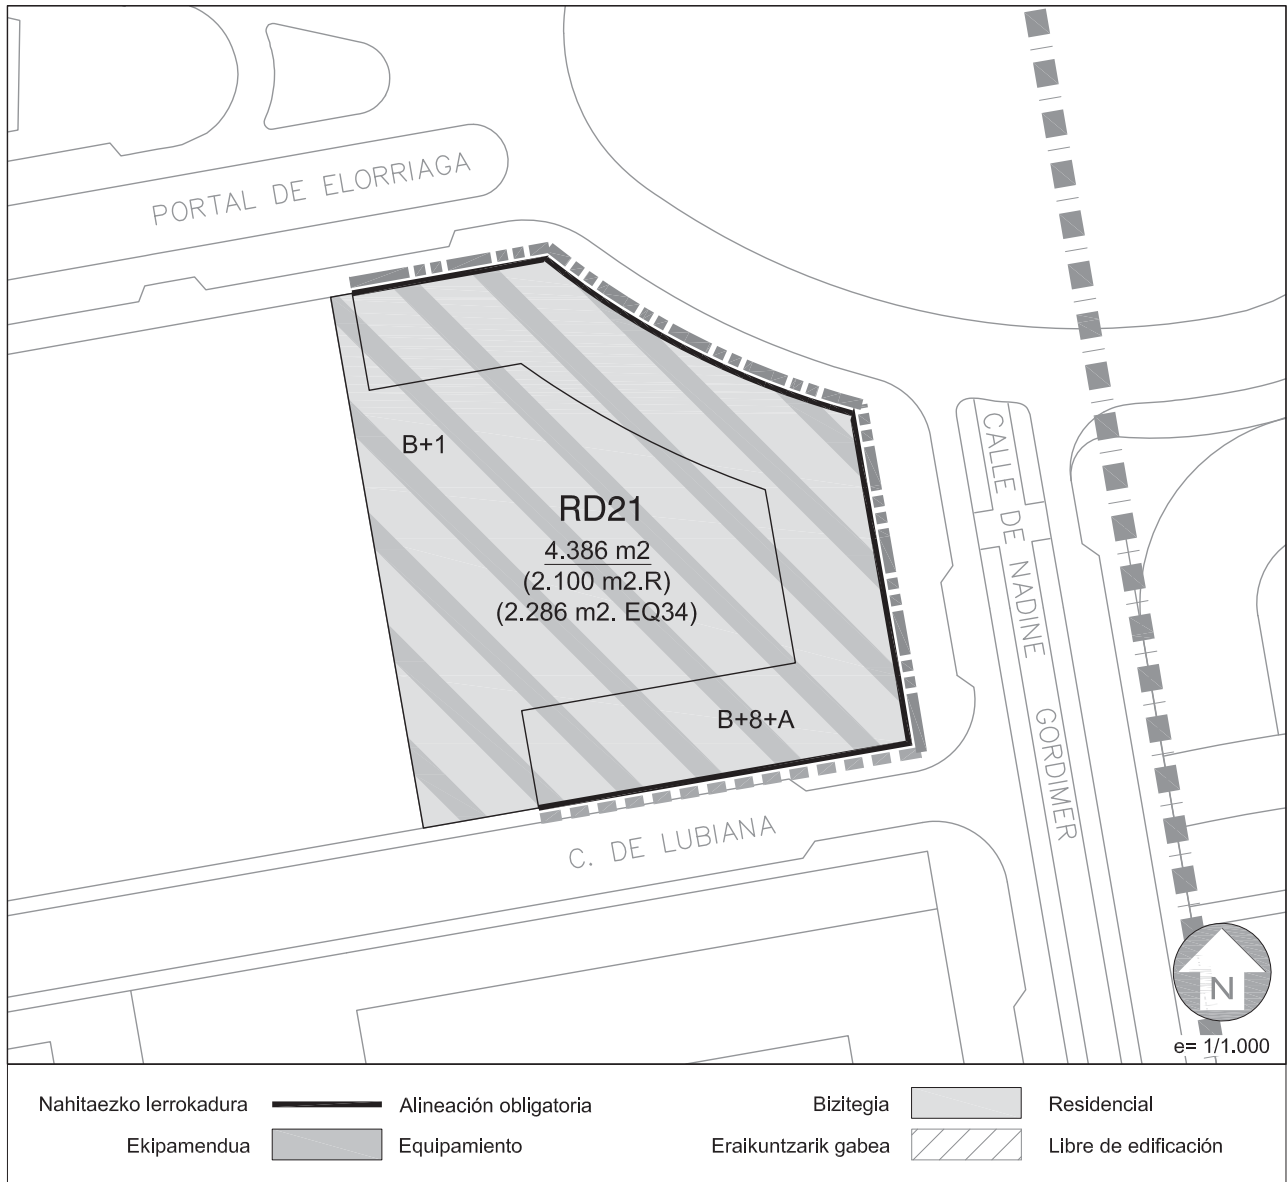 PORTAL DE ELORRIAGA
CALLE DE NADINE GORDIMER
B+1
RD21
4.386 m2
(2.100 m2.R)
(2.286 m2. EQ34)
B+8+A
C. DE LUBIANA
N
e= 1/1.000
Nahitaezko lerrokadura Alineación obligatoria
Bizitegia Residencial
Ekipamendua Equipamiento
Eraikuntzarik gabea Libre de edificación